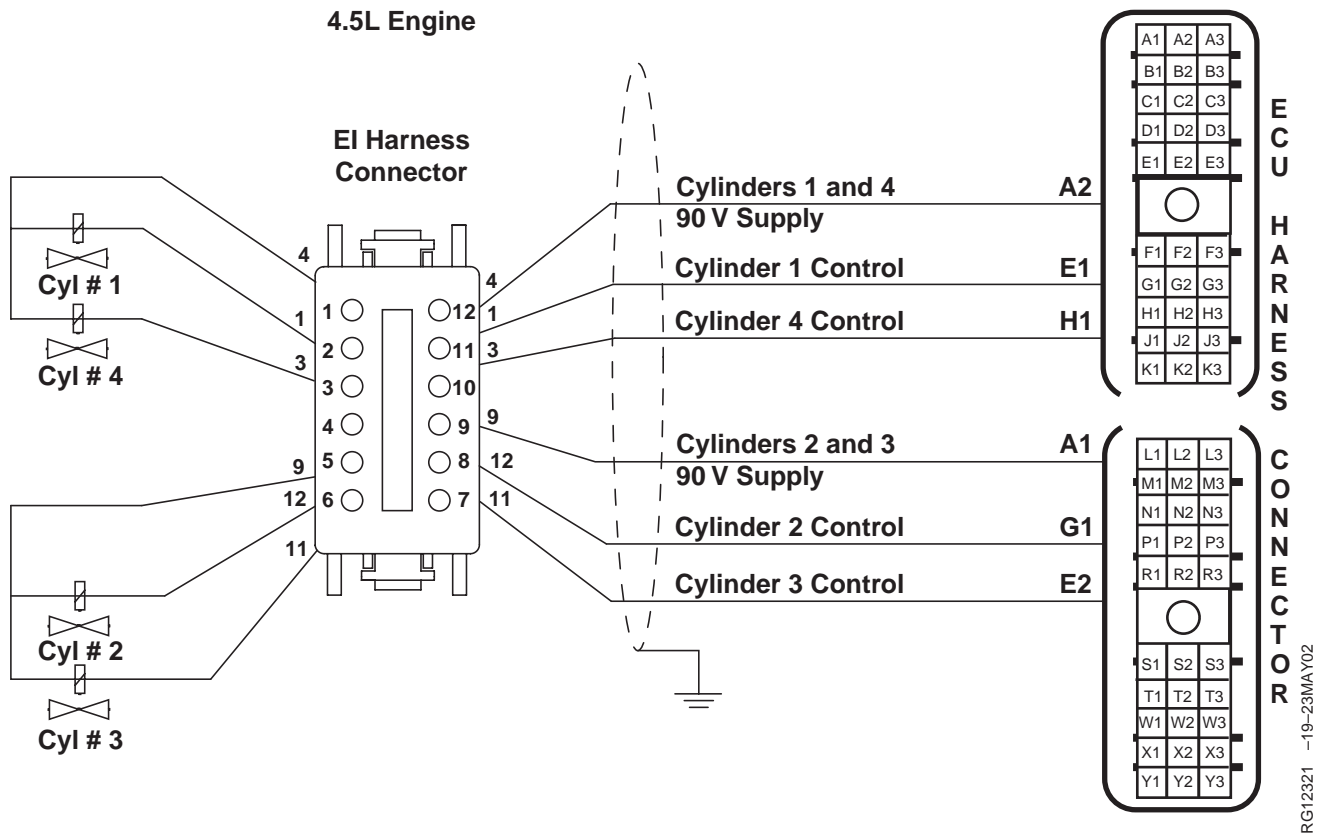 4.5L Engine
EI Harness
Connector
Cyl # 1
Cyl # 4
Cyl # 2
Cyl # 3
4
1
3
9
12
11
1
2
3
4
5
6
12
11
10
9
8
7
4
1
3
9
12
11
Cylinders 1 and 4 A2
90 V Supply
Cylinder 1 Control E1
Cylinder 4 Control H1
Cylinders 2 and 3 A1
90 V Supply
Cylinder 2 Control G1
Cylinder 3 Control E2
A1 A2 A3
B1 B2 B3
C1 C2 C3
D1 D2 D3
E1 E2 E3
F1 F2 F3
G1 G2 G3
H1 H2 H3
J1 J2 J3
K1 K2 K3
L1 L2 L3
M1 M2 M3
N1 N2 N3
P1 P2 P3
R1 R2 R3
S1 S2 S3
T1 T2 T3
W1 W2 W3
X1 X2 X3
Y1 Y2 Y3
ECU HARNESS CONNECTOR
RG12321 –19–23MAY02